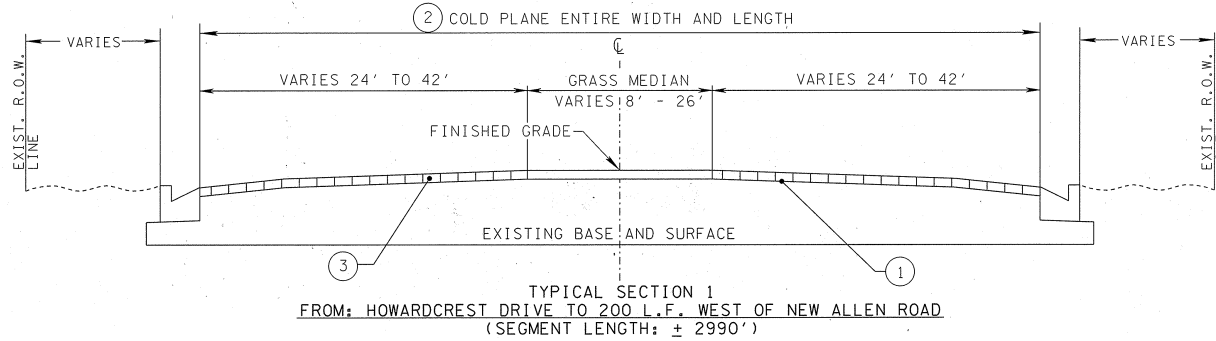 2 COLD PLANE ENTIRE WIDTH AND LENGTH
VARIES
VARIES
℄
VARIES 24' TO 42'
GRASS MEDIAN
VARIES 8' - 26'
VARIES 24' TO 42'
EXIST. R.O.W.
LINE
EXIST. R.O.W.
LINE
FINISHED GRADE
EXISTING BASE AND SURFACE
3
1
TYPICAL SECTION 1
FROM: HOWARDCREST DRIVE TO 200 L.F. WEST OF NEW ALLEN ROAD
(SEGMENT LENGTH: ± 2990')